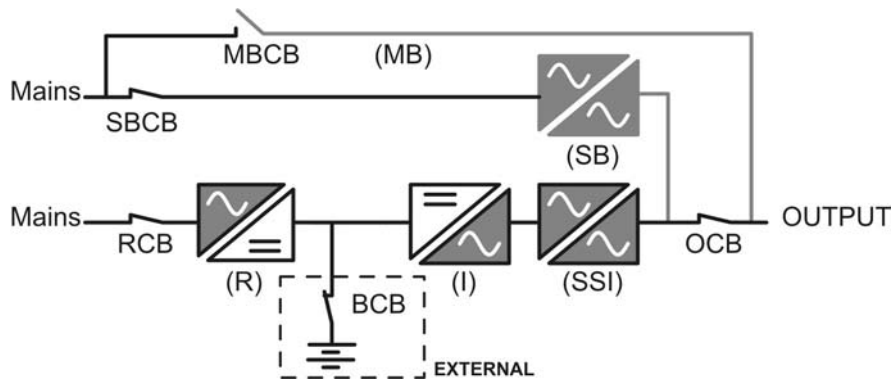 MBCB
(MB)
Mains
SBCB
(SB)
Mains
RCB
(R)
(I)
(SSI)
OCB
OUTPUT
BCB
EXTERNAL